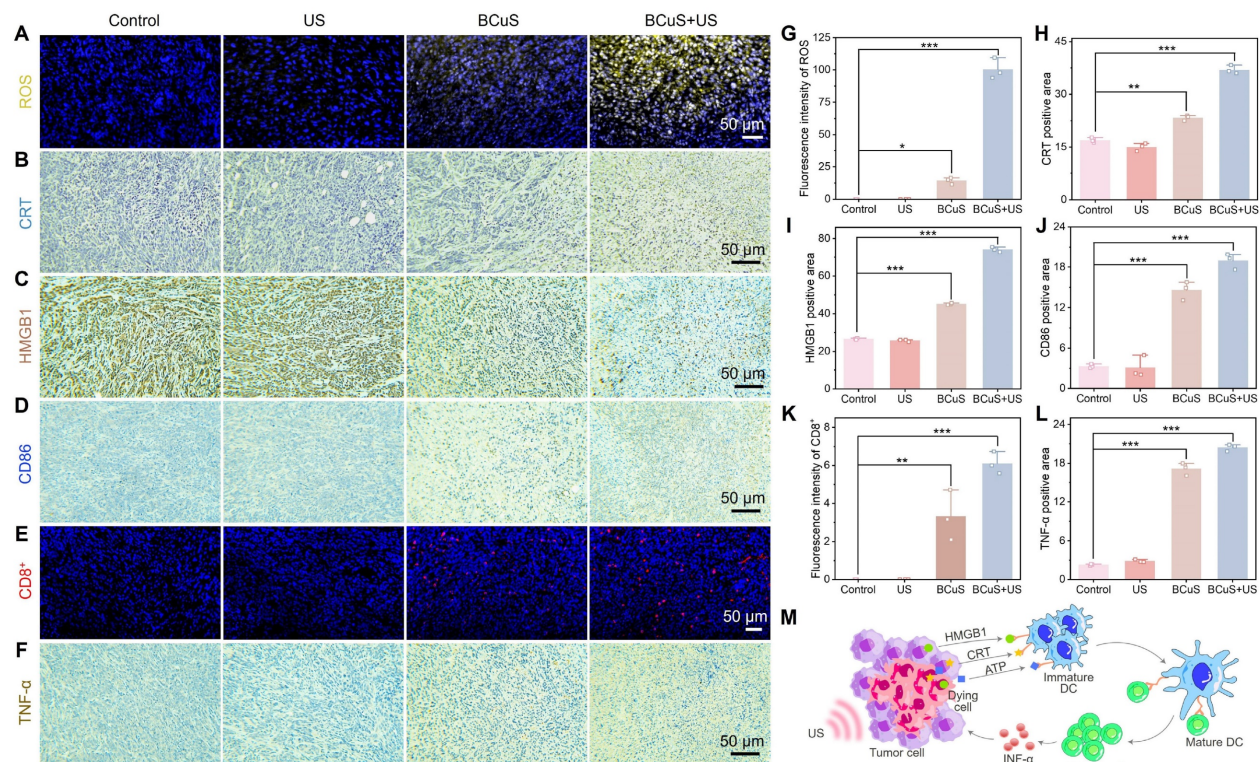 Control US BCuS BCuS+US
A ROS 50 µm
B CRT 50 µm
C HMGB1 50 µm
D CD86 50 µm
E CD8⁺ 50 µm
F TNF-α 50 µm
G
Fluorescence intensity of ROS
125
100
75
50
25
0
***
*
Control US BCuS BCuS+US
H
CRT positive area
45
30
15
0
***
**
Control US BCuS BCuS+US
I
HMGB1 positive area
80
60
40
20
0
***
***
Control US BCuS BCuS+US
J
CD86 positive area
24
18
12
6
0
***
***
Control US BCuS BCuS+US
K
Fluorescence intensity of CD8⁺
8
6
4
2
0
***
**
Control US BCuS BCuS+US
L
TNF-α positive area
24
18
12
6
0
***
***
Control US BCuS BCuS+US
M
HMGB1
CRT
ATP
Dying
cell
Immature
DC
US
Tumor cell
INF-α
Mature DC